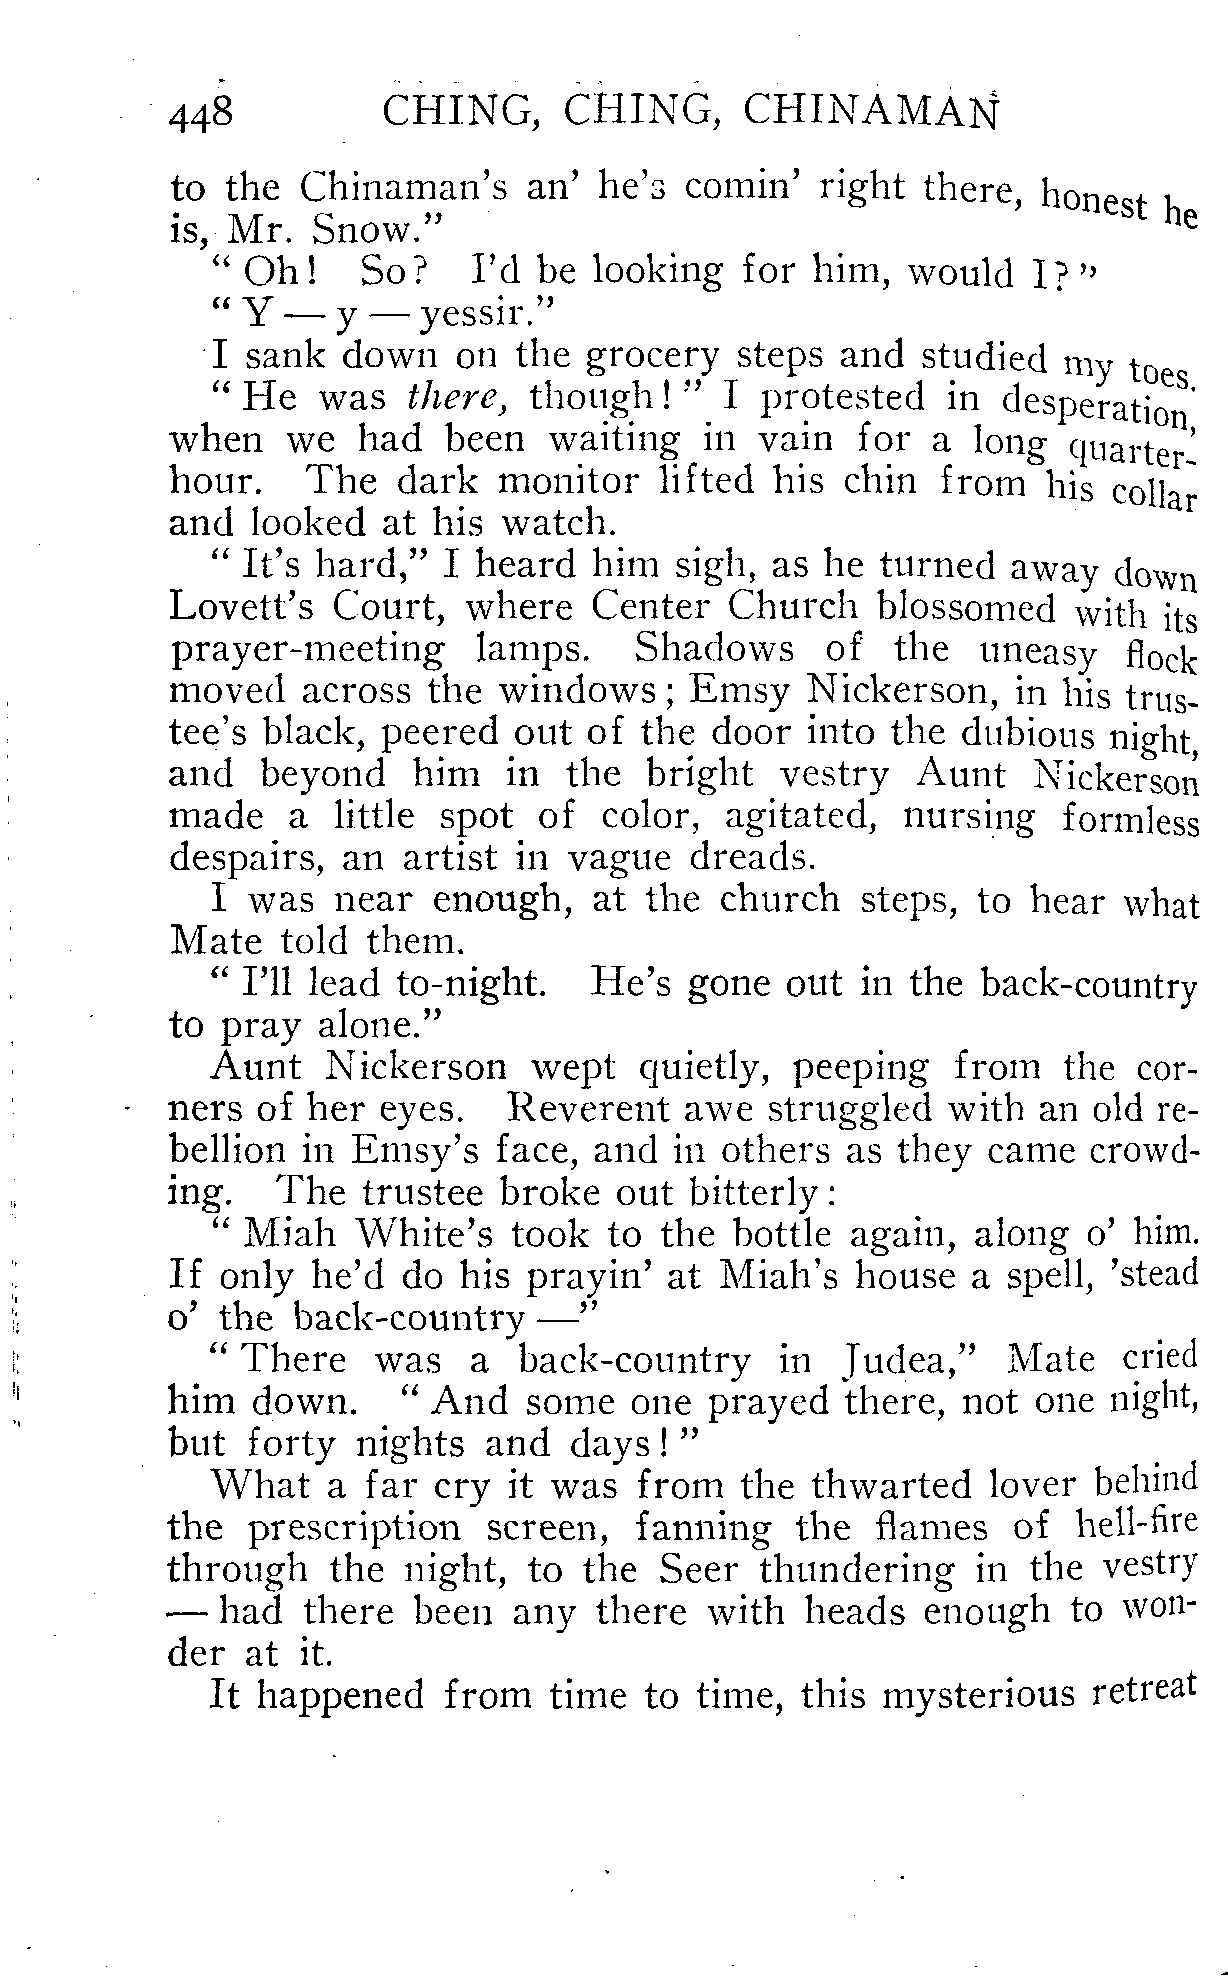 448 CHING, CHING, CHINAMAN
to the Chinaman's an' he's comin' right there, honest he
is, Mr. Snow."
" Oh! So? I'd be looking for him, would I? "
" Y — y — yessir."
I sank down on the grocery steps and studied my toes.
" He was there, though! " I protested in desperation,
when we had been waiting in vain for a long quarter-
hour. The dark monitor lifted his chin from his collar
and looked at his watch.
" It's hard," I heard him sigh, as he turned away down
Lovett's Court, where Center Church blossomed with its
prayer-meeting lamps. Shadows of the uneasy flock
moved across the windows; Emsy Nickerson, in his trus-
tee's black, peered out of the door into the dubious night,
and beyond him in the bright vestry Aunt Nickerson
made a little spot of color, agitated, nursing formless
despairs, an artist in vague dreads.
I was near enough, at the church steps, to hear what
Mate told them.
" I'll lead to-night. He's gone out in the back-country
to pray alone."
Aunt Nickerson wept quietly, peeping from the cor-
ners of her eyes. Reverent awe struggled with an old re-
bellion in Emsy's face, and in others as they came crowd-
ing. The trustee broke out bitterly:
" Miah White's took to the bottle again, along o' him.
If only he'd do his prayin' at Miah's house a spell, 'stead
o' the back-country —"
" There was a back-country in Judea," Mate cried
him down. " And some one prayed there, not one night,
but forty nights and days! "
What a far cry it was from the thwarted lover behind
the prescription screen, fanning the flames of hell-fire
through the night, to the Seer thundering in the vestry
— had there been any there with heads enough to won-
der at it.
It happened from time to time, this mysterious retreat